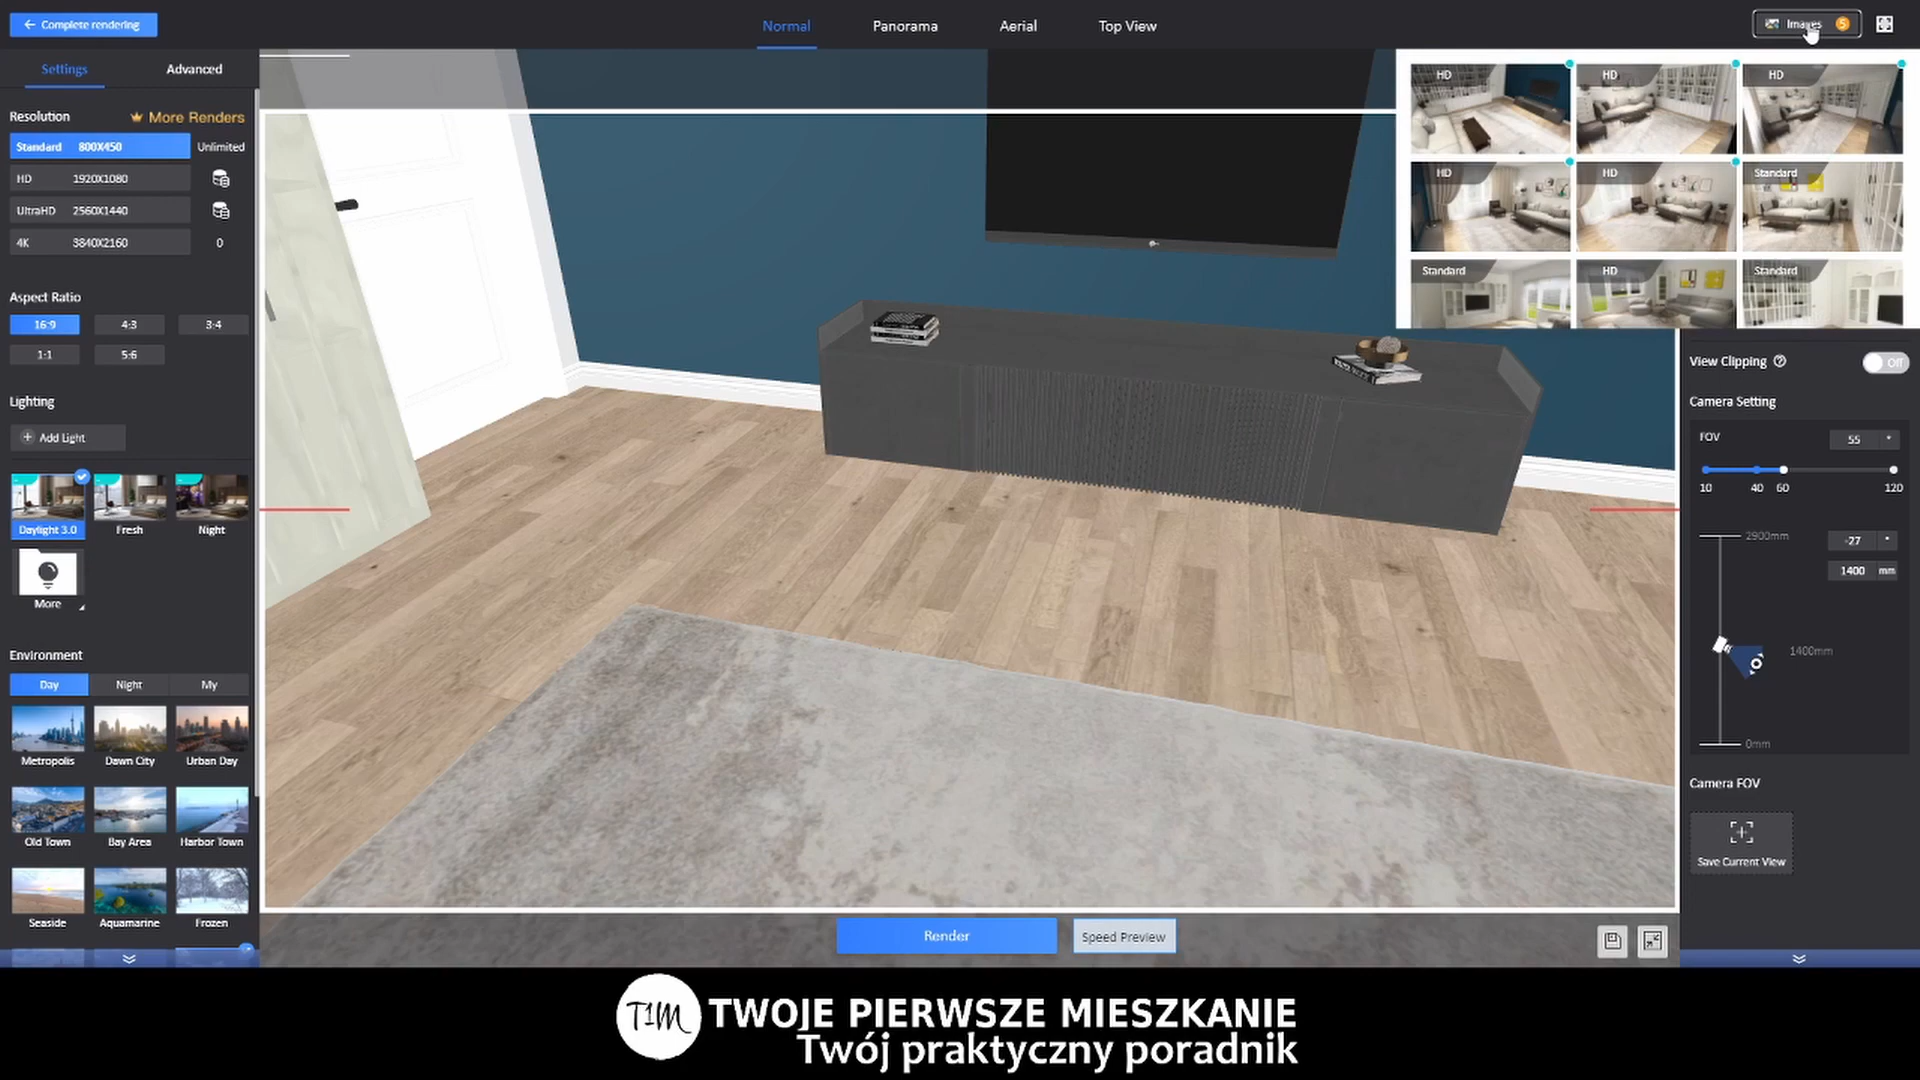 Complete rendering
Normal
Panorama
Aerial
Top View
Images 5
Settings
Advanced
Resolution
More Renders
Standard 800X450 Unlimited
HD 1920X1080
UltraHD 2560X1440
4K 3840X2160 0
Aspect Ratio
16:9 4:3 3:4
1:1 5:6
Lighting
+ Add Light
Daylight 3.0 Fresh Night
More
Environment
Day Night My
Metropolis Dawn City Urban Day
Old Town Bay Area Harbor Town
Seaside Aquamarine Frozen
HD HD HD
HD HD Standard
Standard HD Standard
View Clipping Off
Camera Setting
FOV 55 °
10 40 60 120
2900mm -27 °
1400 mm
1400mm
0mm
Camera FOV
Save Current View
Render
Speed Preview
T1M TWOJE PIERWSZE MIESZKANIE
Twój praktyczny poradnik